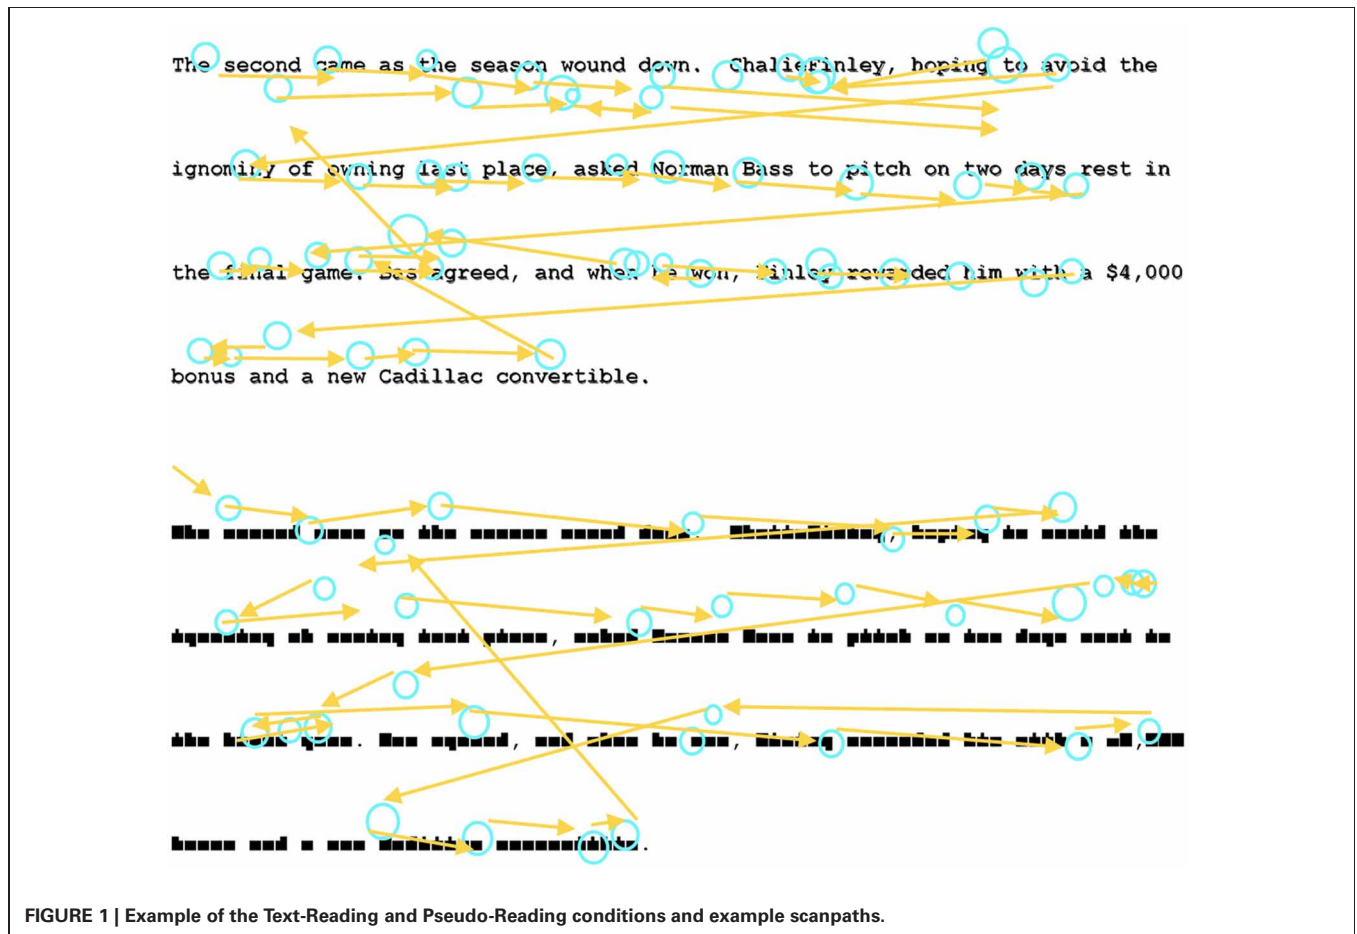 The second game as the season wound down. ChalieFinley, hoping to avoid the
ignominy of owning last place, asked Norman Bass to pitch on two days rest in
the final game. Bass agreed, and when he won, Finley rewarded him with a $4,000
bonus and a new Cadillac convertible.
FIGURE 1 | Example of the Text-Reading and Pseudo-Reading conditions and example scanpaths.